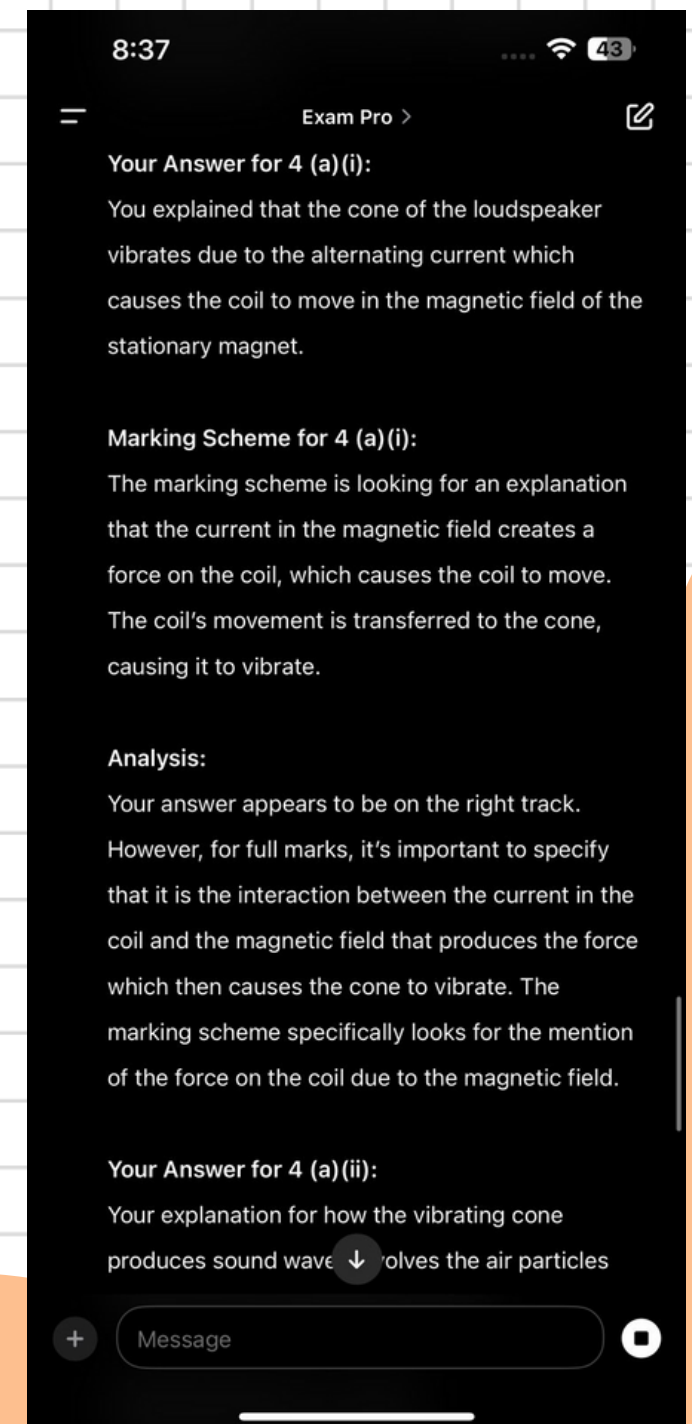 8:37
43
Exam Pro >
Your Answer for 4 (a)(i):
You explained that the cone of the loudspeaker
vibrates due to the alternating current which
causes the coil to move in the magnetic field of the
stationary magnet.
Marking Scheme for 4 (a)(i):
The marking scheme is looking for an explanation
that the current in the magnetic field creates a
force on the coil, which causes the coil to move.
The coil’s movement is transferred to the cone,
causing it to vibrate.
Analysis:
Your answer appears to be on the right track.
However, for full marks, it’s important to specify
that it is the interaction between the current in the
coil and the magnetic field that produces the force
which then causes the cone to vibrate. The
marking scheme specifically looks for the mention
of the force on the coil due to the magnetic field.
Your Answer for 4 (a)(ii):
Your explanation for how the vibrating cone
produces sound the air particles
Message